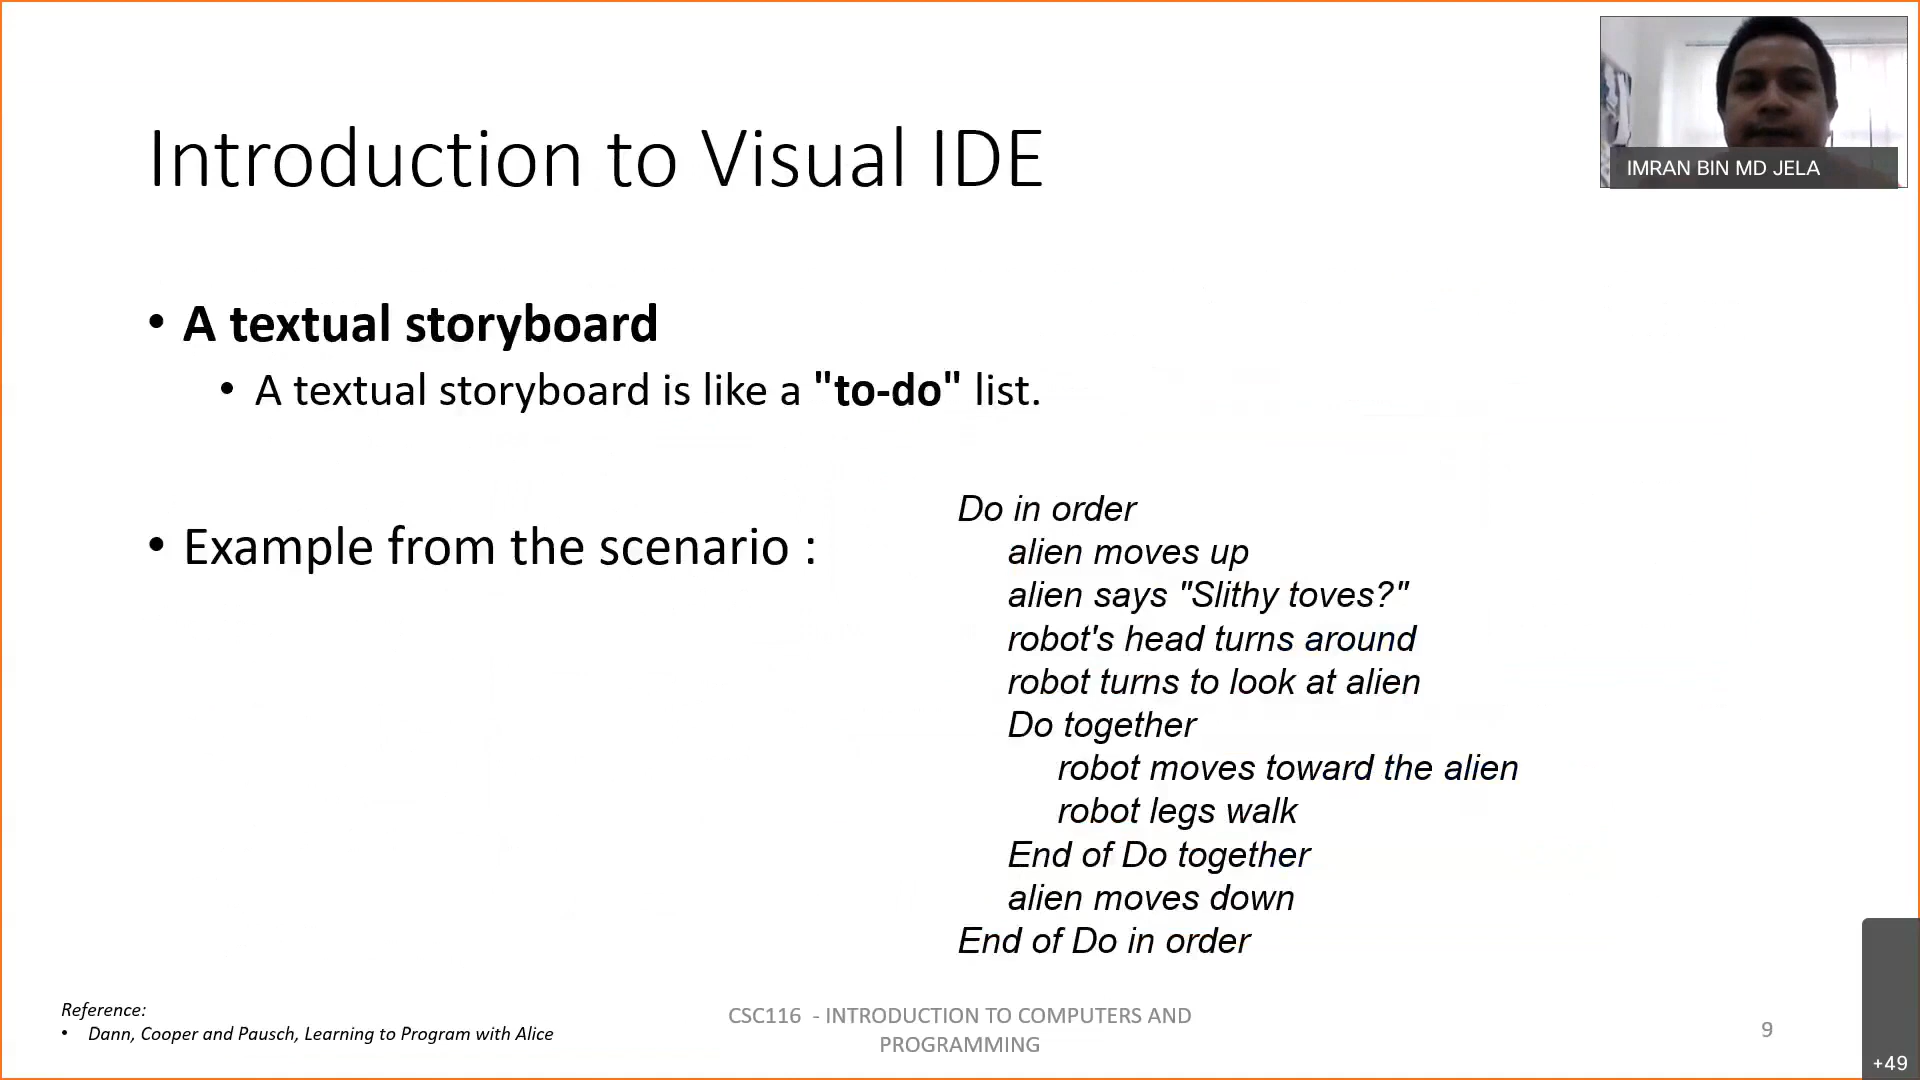 IMRAN BIN MD JELA
Introduction to Visual IDE
• A textual storyboard
• A textual storyboard is like a "to-do" list.
• Example from the scenario :
Do in order
alien moves up
alien says "Slithy toves?"
robot's head turns around
robot turns to look at alien
Do together
robot moves toward the alien
robot legs walk
End of Do together
alien moves down
End of Do in order
Reference:
• Dann, Cooper and Pausch, Learning to Program with Alice
CSC116 - INTRODUCTION TO COMPUTERS AND
PROGRAMMING
9
+49